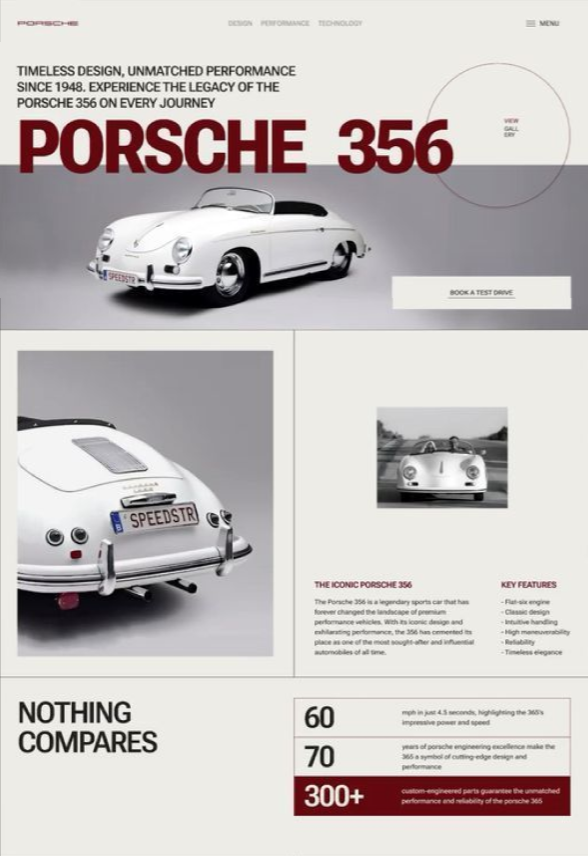 PORSCHE
DESIGN PERFORMANCE TECHNOLOGY
MENU
TIMELESS DESIGN, UNMATCHED PERFORMANCE
SINCE 1948. EXPERIENCE THE LEGACY OF THE
PORSCHE 356 ON EVERY JOURNEY
PORSCHE 356
VIEW
GALL
ERY
SPEEDSTR
BOOK A TEST DRIVE
SPEEDSTR
THE ICONIC PORSCHE 356
The Porsche 356 is a legendary sports car that has
forever changed the landscape of premium
performance vehicles. With its iconic design and
exhilarating performance, the 356 has cemented its
place as one of the most sought-after and influential
automobiles of all time.
KEY FEATURES
- Flat-six engine
- Classic design
- Intuitive handling
- High maneuverability
- Reliability
- Timeless elegance
NOTHING
COMPARES
60
mph in just 4.5 seconds, highlighting the 365's
impressive power and speed
70
years of porsche engineering excellence make the
365 a symbol of cutting-edge design and
performance
300+
custom-engineered parts guarantee the unmatched
performance and reliability of the porsche 365